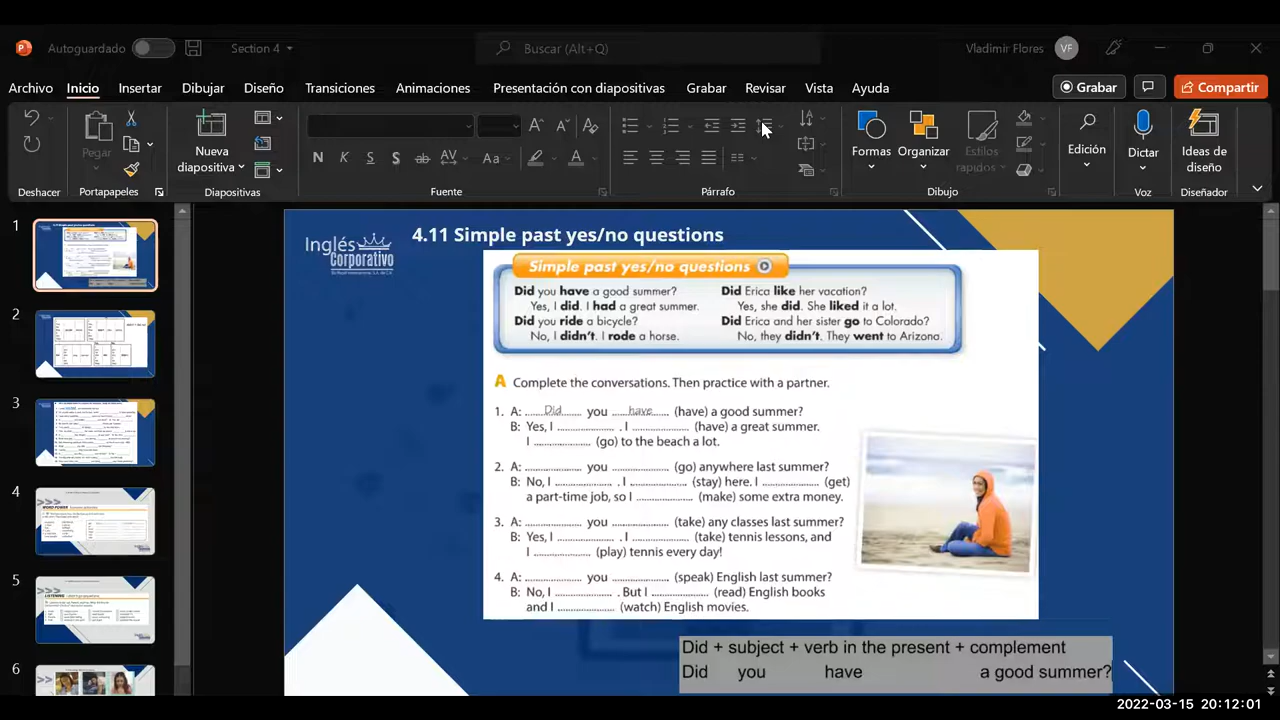 Autoguardado
Section 4
Buscar (Alt+Q)
Vladimir Flores
VF
Archivo
Inicio
Insertar
Dibujar
Diseño
Transiciones
Animaciones
Presentación con diapositivas
Grabar
Revisar
Vista
Ayuda
Grabar
Compartir
Pegar
Nueva
diapositiva
N K S S ab AV Aa A
Formas
Organizar
Estilos
rápidos
Edición
Dictar
Ideas de
diseño
Deshacer
Portapapeles
Diapositivas
Fuente
Párrafo
Dibujo
Voz
Diseñador
1
2
3
4
5
6
Inglés
Corporativo
4.11 Simple past yes/no questions
Simple past yes/no questions
Did you have a good summer?
Yes, I did. I had a great summer.
Did you ride a bicycle?
No, I didn't. I rode a horse.
Did Erica like her vacation?
Yes, she did. She liked it a lot.
Did Erica and her sister go to Colorado?
No, they didn't. They went to Arizona.
A Complete the conversations. Then practice with a partner.
A: Did you have (have) a good summer?
B: Yes, I .............. . I .............. (have) a great summer.
I .............. (go) to the beach a lot.
2. A: .............. you .............. (go) anywhere last summer?
B: No, I .............. . I .............. (stay) here. I .............. (get)
a part-time job, so I .............. (make) some extra money.
3. A: .............. you .............. (take) any classes last summer?
B: Yes, I .............. . I .............. (take) tennis lessons, and
I .............. (play) tennis every day!
4. A: .............. you .............. (speak) English last summer?
B: No, I .............. . But I .............. (read) English books
and I .............. (watch) English movies.
Did + subject + verb in the present + complement
Did you have a good summer?
2022-03-15 20:12:01